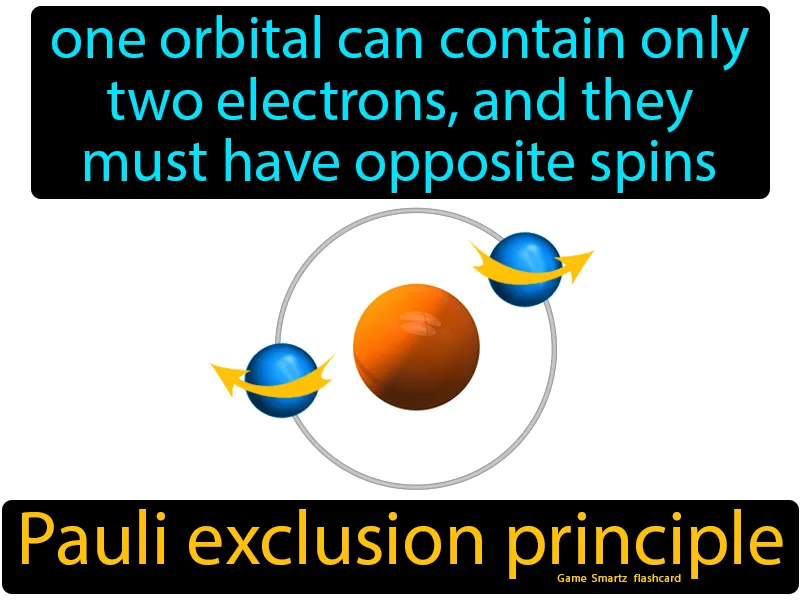 one orbital can contain only
two electrons, and they
must have opposite spins
Pauli exclusion principle
Game Smartz flashcard